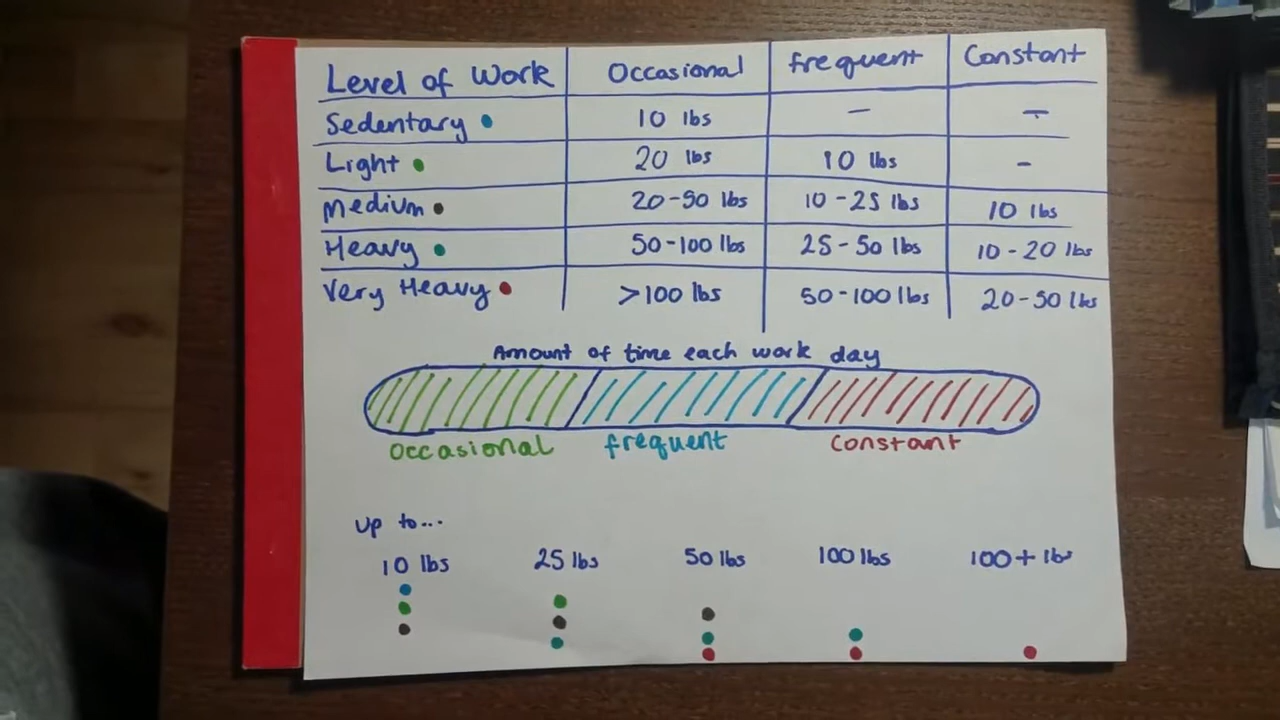 Level of Work Occasional frequent Constant
Sedentary 10 lbs — -
Light 20 lbs 10 lbs -
Medium 20-50 lbs 10-25 lbs 10 lbs
Heavy 50-100 lbs 25-50 lbs 10-20 lbs
Very Heavy >100 lbs 50-100 lbs 20-50 lbs
Amount of time each work day
Occasional frequent Constant
up to...
10 lbs 25 lbs 50 lbs 100 lbs 100+ lbs